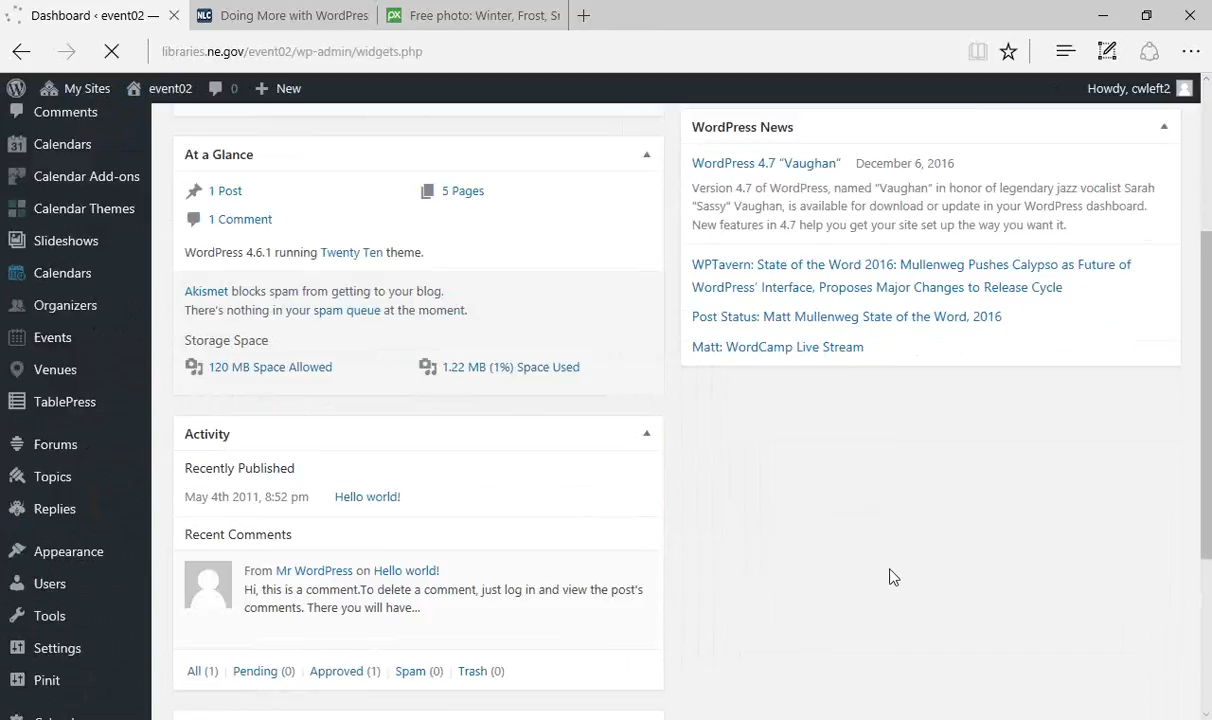 Dashboard ‹ event02 —
NLC Doing More with WordPres
PX Free photo: Winter, Frost, Sr
libraries.ne.gov/event02/wp-admin/widgets.php
My Sites event02 0 New Howdy, cwleft2
Comments
31 Calendars
Calendar Add-ons
Calendar Themes
Slideshows
Calendars
Organizers
Events
Venues
TablePress
Forums
Topics
Replies
Appearance
Users
Tools
Settings
Pinit
At a Glance
1 Post 5 Pages
1 Comment
WordPress 4.6.1 running Twenty Ten theme.
Akismet blocks spam from getting to your blog.
There's nothing in your spam queue at the moment.
Storage Space
120 MB Space Allowed 1.22 MB (1%) Space Used
Activity
Recently Published
May 4th 2011, 8:52 pm Hello world!
Recent Comments
From Mr WordPress on Hello world!
Hi, this is a comment.To delete a comment, just log in and view the post's
comments. There you will have...
All (1) | Pending (0) | Approved (1) | Spam (0) | Trash (0)
WordPress News
WordPress 4.7 “Vaughan” December 6, 2016
Version 4.7 of WordPress, named “Vaughan” in honor of legendary jazz vocalist Sarah
"Sassy" Vaughan, is available for download or update in your WordPress dashboard.
New features in 4.7 help you get your site set up the way you want it.
WPTavern: State of the Word 2016: Mullenweg Pushes Calypso as Future of
WordPress’ Interface, Proposes Major Changes to Release Cycle
Post Status: Matt Mullenweg State of the Word, 2016
Matt: WordCamp Live Stream